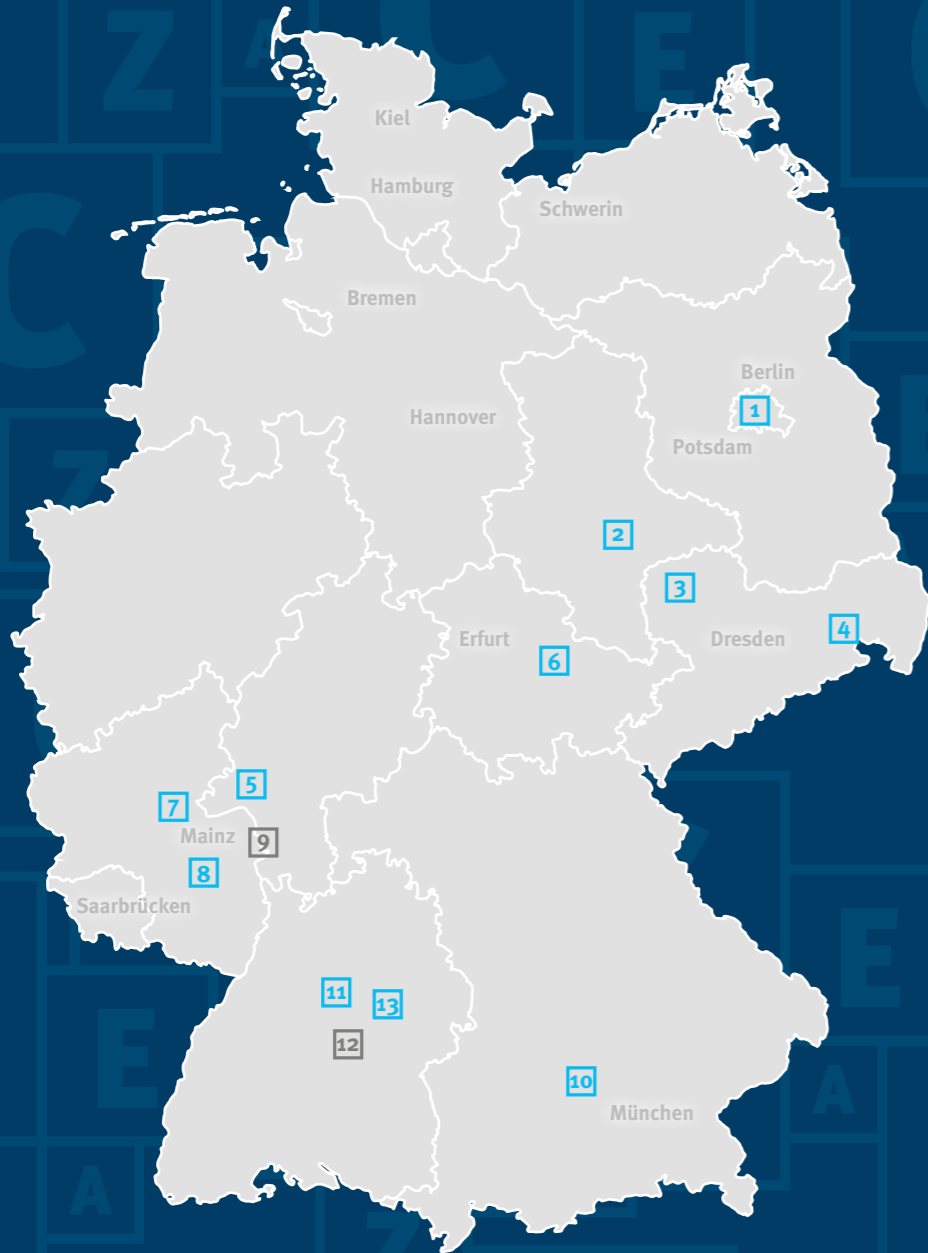 Z
A
C
E
C
Kiel
Hamburg
Schwerin
C
Bremen
Berlin
1
Hannover
Potsdam
Z
2
3
4
Erfurt
Dresden
6
5
7
Mainz
9
8
Saarbrücken
E
E
11
13
12
10
München
A
A
Z